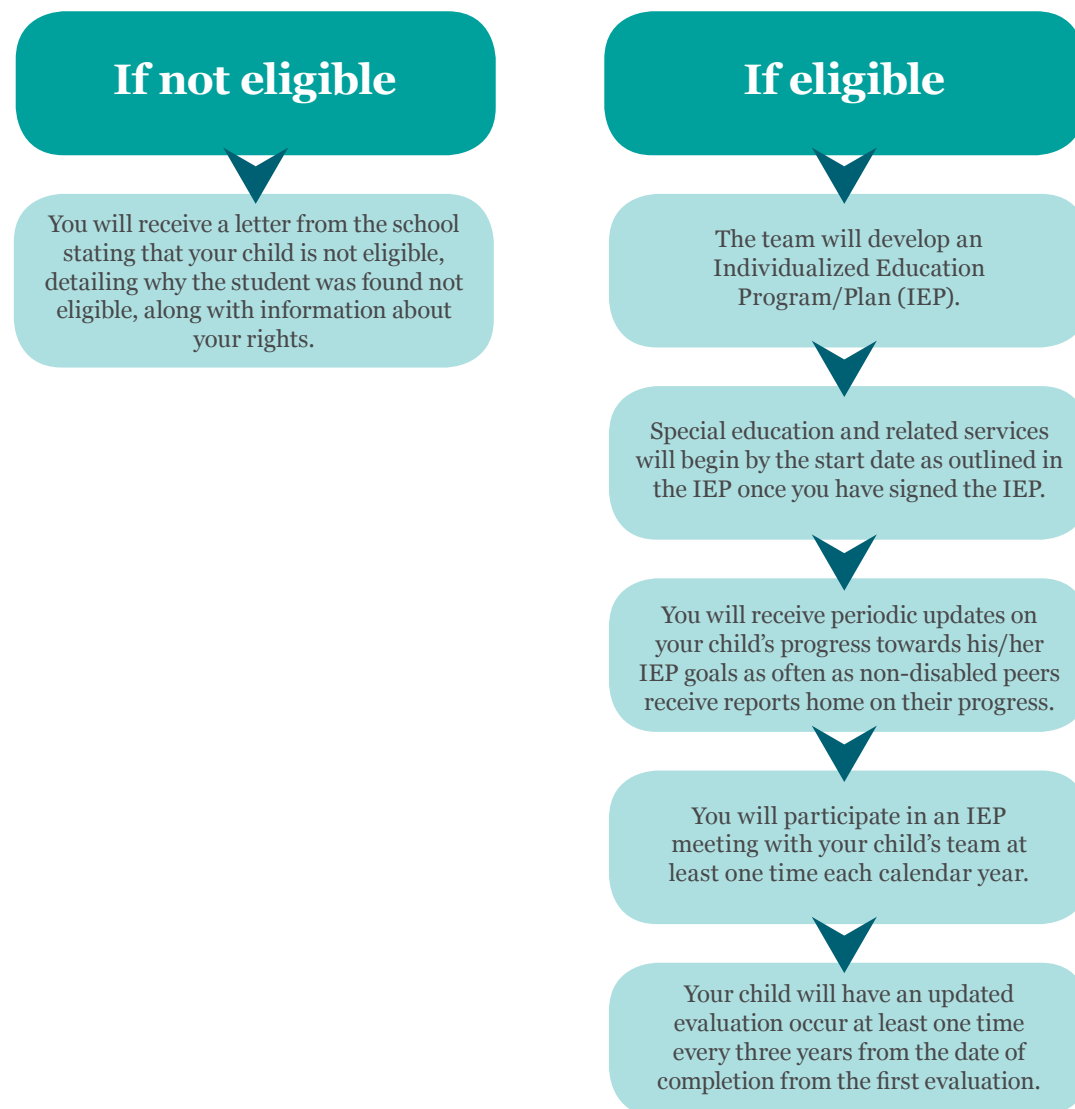 If not eligible
You will receive a letter from the school
stating that your child is not eligible,
detailing why the student was found not
eligible, along with information about
your rights.
If eligible
The team will develop an
Individualized Education
Program/Plan (IEP).
Special education and related services
will begin by the start date as outlined in
the IEP once you have signed the IEP.
You will receive periodic updates on
your child’s progress towards his/her
IEP goals as often as non-disabled peers
receive reports home on their progress.
You will participate in an IEP
meeting with your child’s team at
least one time each calendar year.
Your child will have an updated
evaluation occur at least one time
every three years from the date of
completion from the first evaluation.